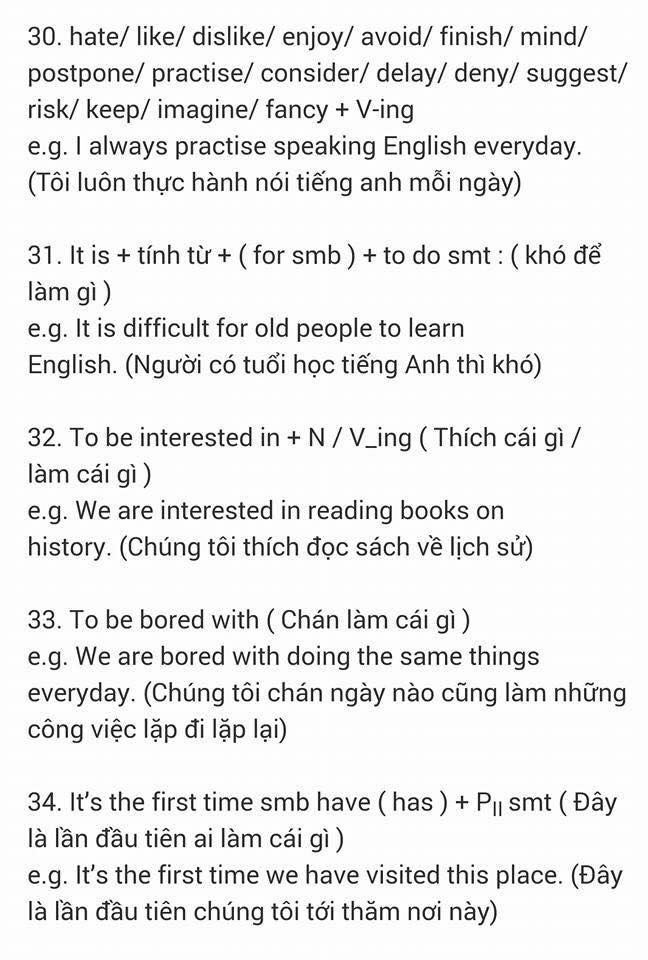 30. hate/ like/ dislike/ enjoy/ avoid/ finish/ mind/
postpone/ practise/ consider/ delay/ deny/ suggest/
risk/ keep/ imagine/ fancy + V-ing
e.g. I always practise speaking English everyday.
(Tôi luôn thực hành nói tiếng anh mỗi ngày)
31. It is + tính từ + ( for smb ) + to do smt : ( khó để
làm gì )
e.g. It is difficult for old people to learn
English. (Người có tuổi học tiếng Anh thì khó)
32. To be interested in + N / V_ing ( Thích cái gì /
làm cái gì )
e.g. We are interested in reading books on
history. (Chúng tôi thích đọc sách về lịch sử)
33. To be bored with ( Chán làm cái gì )
e.g. We are bored with doing the same things
everyday. (Chúng tôi chán ngày nào cũng làm những
công việc lặp đi lặp lại)
34. It’s the first time smb have ( has ) + P<sub>II</sub> smt ( Đây
là lần đầu tiên ai làm cái gì )
e.g. It’s the first time we have visited this place. (Đây
là lần đầu tiên chúng tôi tới thăm nơi này)